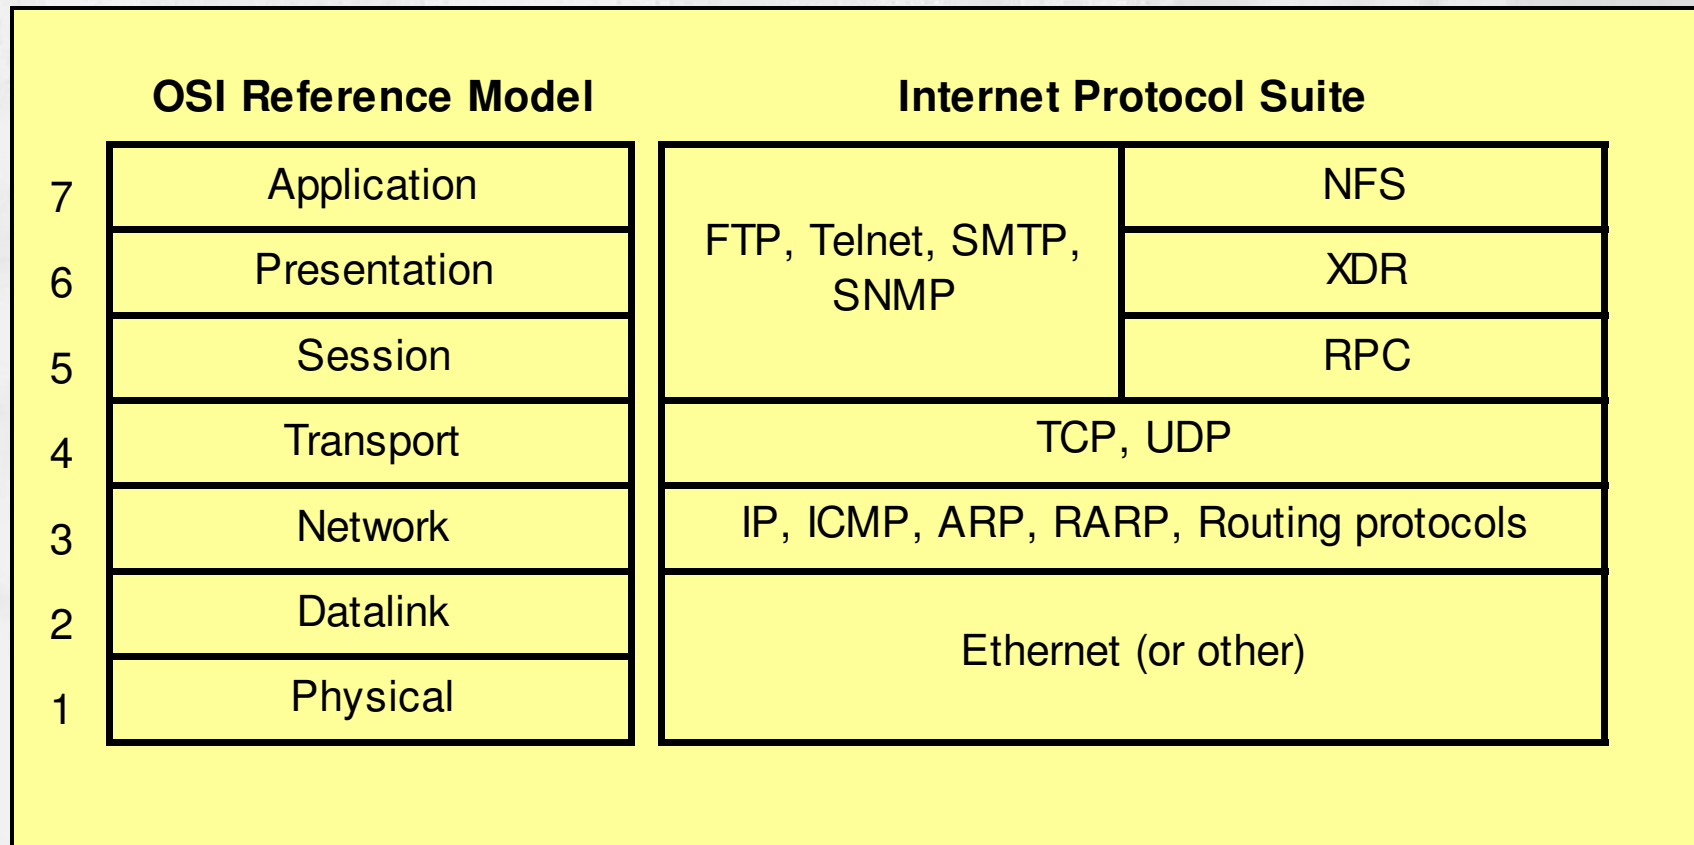 OSI Reference Model
Internet Protocol Suite
7
Application
FTP, Telnet, SMTP,
SNMP
NFS
6
Presentation
XDR
5
Session
RPC
4
Transport
TCP, UDP
3
Network
IP, ICMP, ARP, RARP, Routing protocols
2
Datalink
Ethernet (or other)
1
Physical